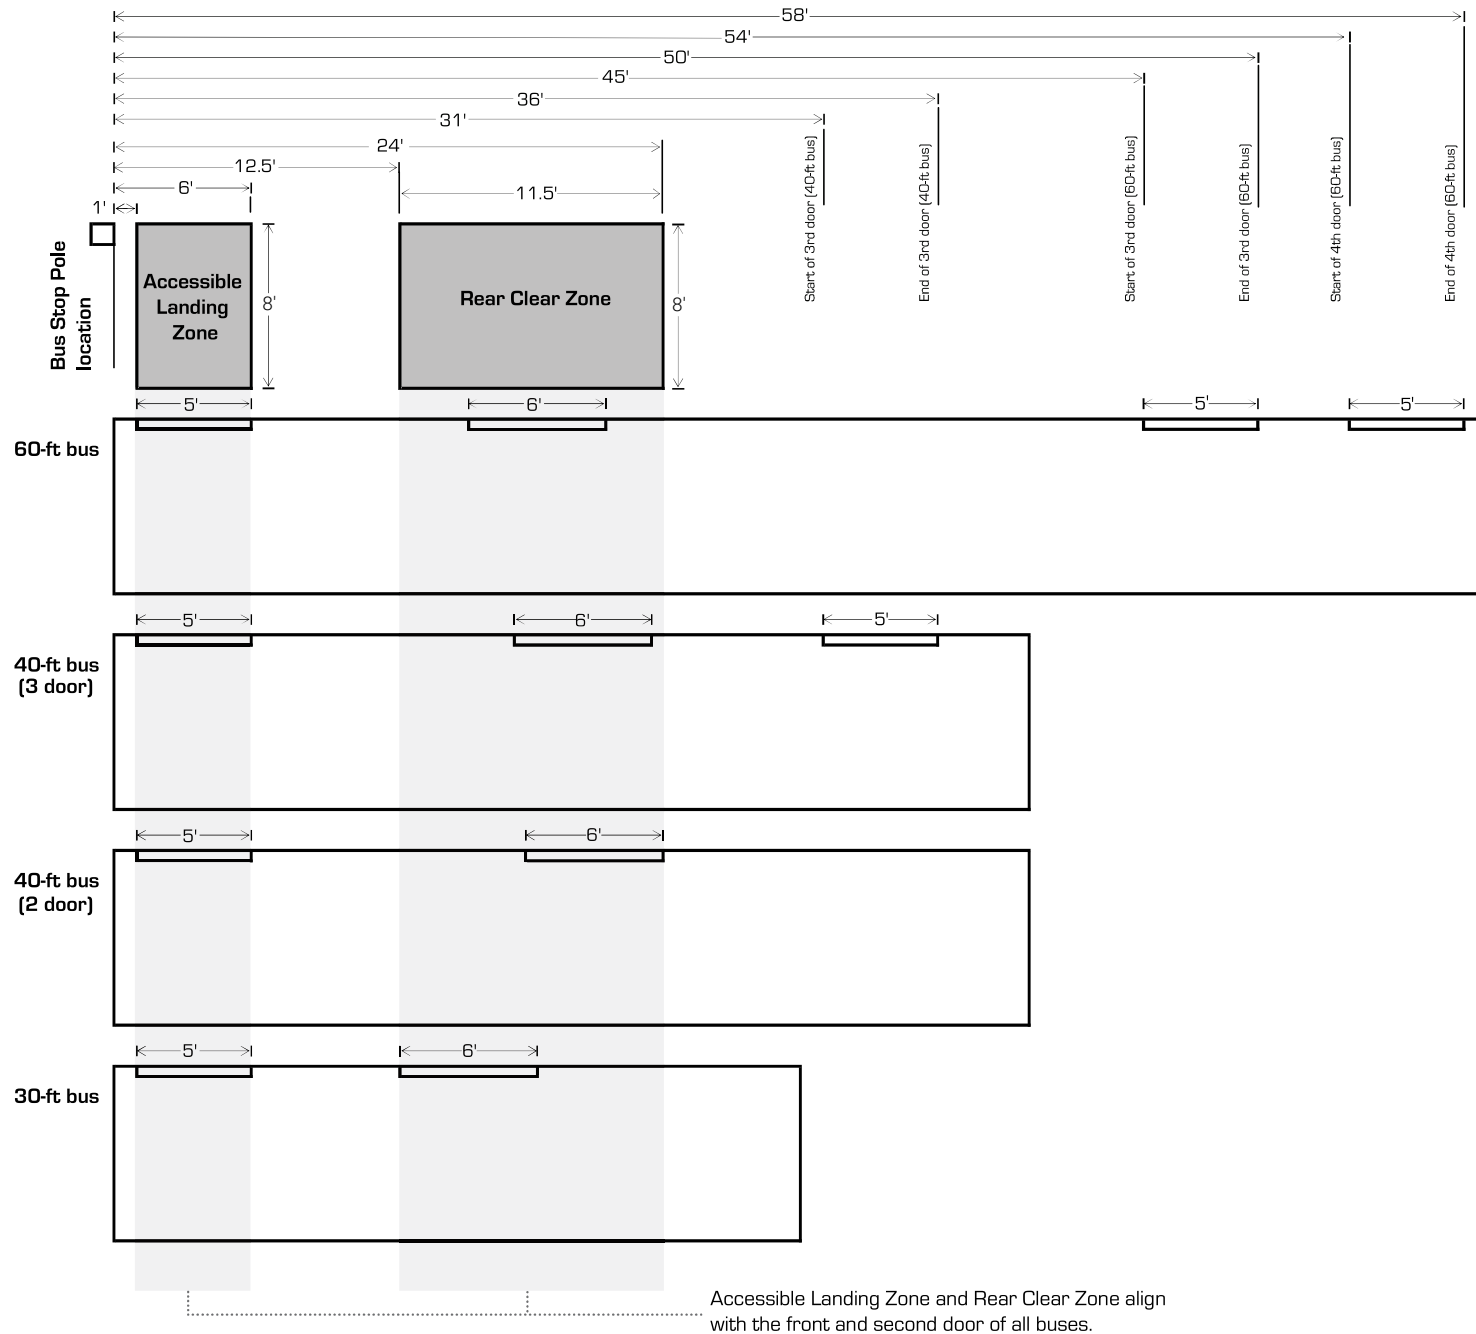 58'
54'
50'
45'
36'
31'
24'
12.5'
6'
11.5'
1'
Bus Stop Pole
location
Accessible
Landing
Zone
8'
Rear Clear Zone
8'
Start of 3rd door (40-ft bus)
End of 3rd door (40-ft bus)
Start of 3rd door (60-ft bus)
End of 3rd door (60-ft bus)
Start of 4th door (60-ft bus)
End of 4th door (60-ft bus)
5'
6'
5'
5'
60-ft bus
5'
6'
5'
40-ft bus
(3 door)
5'
6'
40-ft bus
(2 door)
5'
6'
30-ft bus
Accessible Landing Zone and Rear Clear Zone align
with the front and second door of all buses.